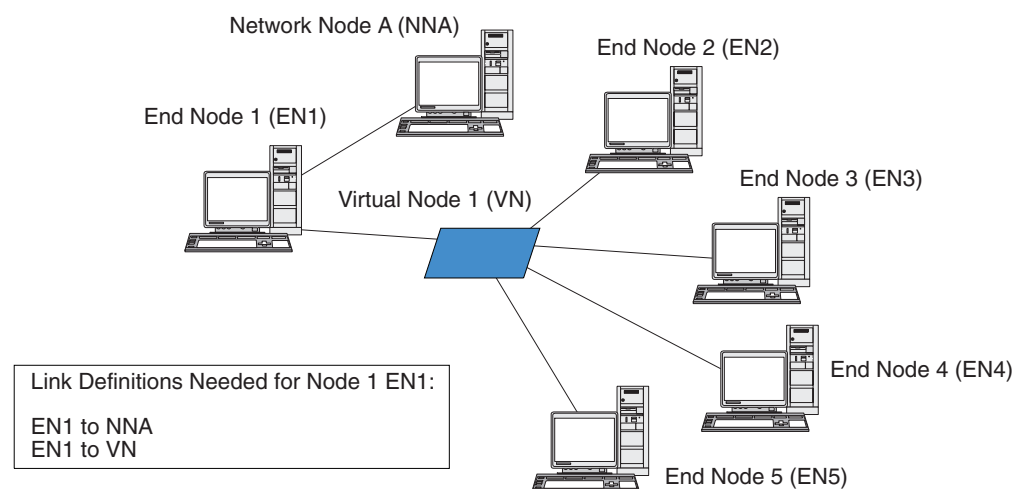 Network Node A (NNA)
End Node 2 (EN2)
End Node 1 (EN1)
End Node 3 (EN3)
Virtual Node 1 (VN)
End Node 4 (EN4)
Link Definitions Needed for Node 1 EN1:
EN1 to NNA
EN1 to VN
End Node 5 (EN5)